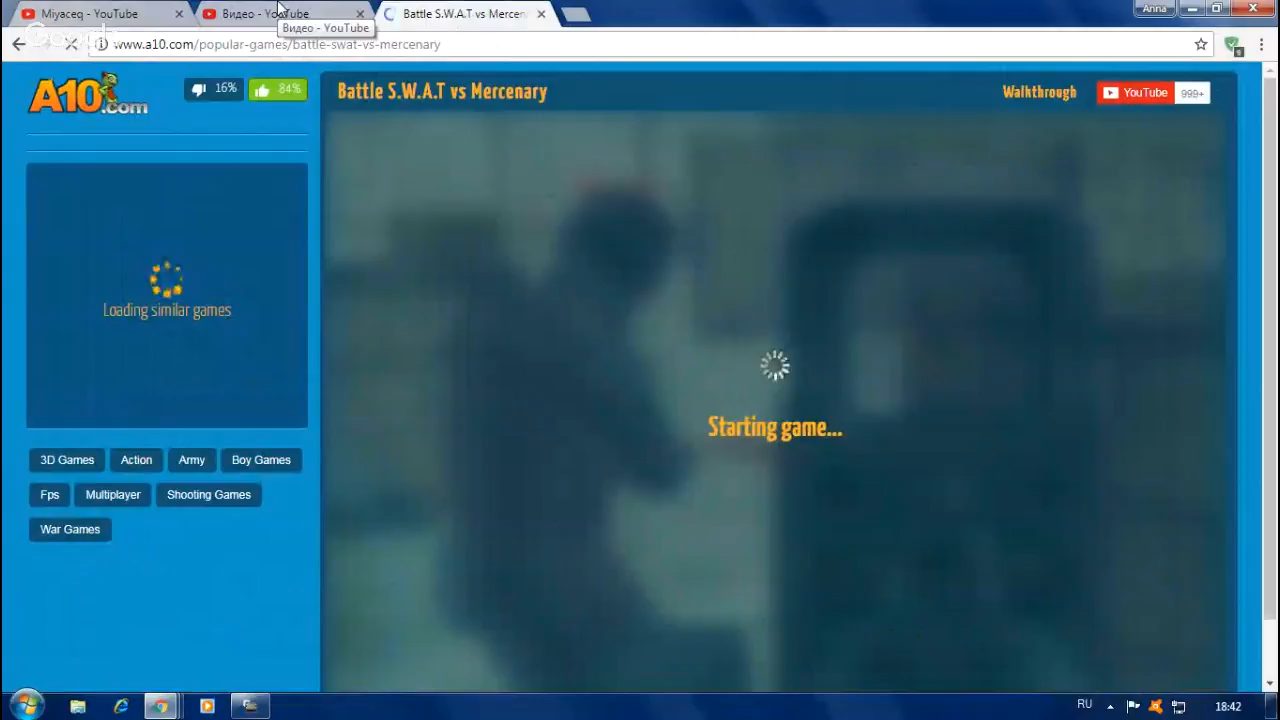 Miyaceq - YouTube
Видео - YouTube
Battle S.W.A.T vs Mercen
Anna
Видео - YouTube
Google
www.a10.com/popular-games/battle-swat-vs-mercenary
9
A10.com
16%
84%
Battle S.W.A.T vs Mercenary
Walkthrough
YouTube
999+
Loading similar games
Starting game...
3D Games
Action
Army
Boy Games
Fps
Multiplayer
Shooting Games
War Games
RU
18:42